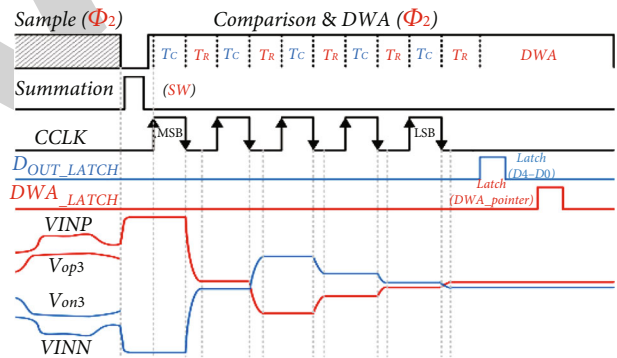 Sample (Φ2) Comparison & DWA (Φ2)
TC TR TC TR TC TR TC TR TC TR DWA
Summation (SW)
CCLK MSB LSB
DOUT_LATCH Latch
(D4-D0)
DWA_LATCH Latch
(DWA_pointer)
VINP
Vop3
Von3
VINN